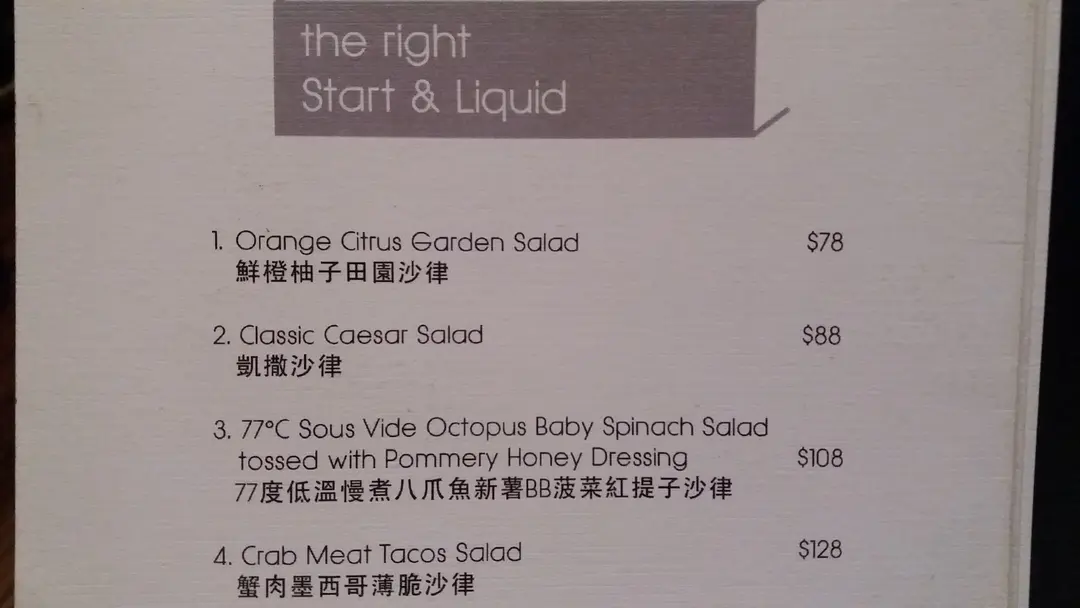 the right
Start & Liquid
1. Orange Citrus Garden Salad $78
鮮橙柚子田園沙律
2. Classic Caesar Salad $88
凱撒沙律
3. 77°C Sous Vide Octopus Baby Spinach Salad
tossed with Pommery Honey Dressing $108
77度低溫慢煮八爪魚新薯BB菠菜紅提子沙律
4. Crab Meat Tacos Salad $128
蟹肉墨西哥薄脆沙律